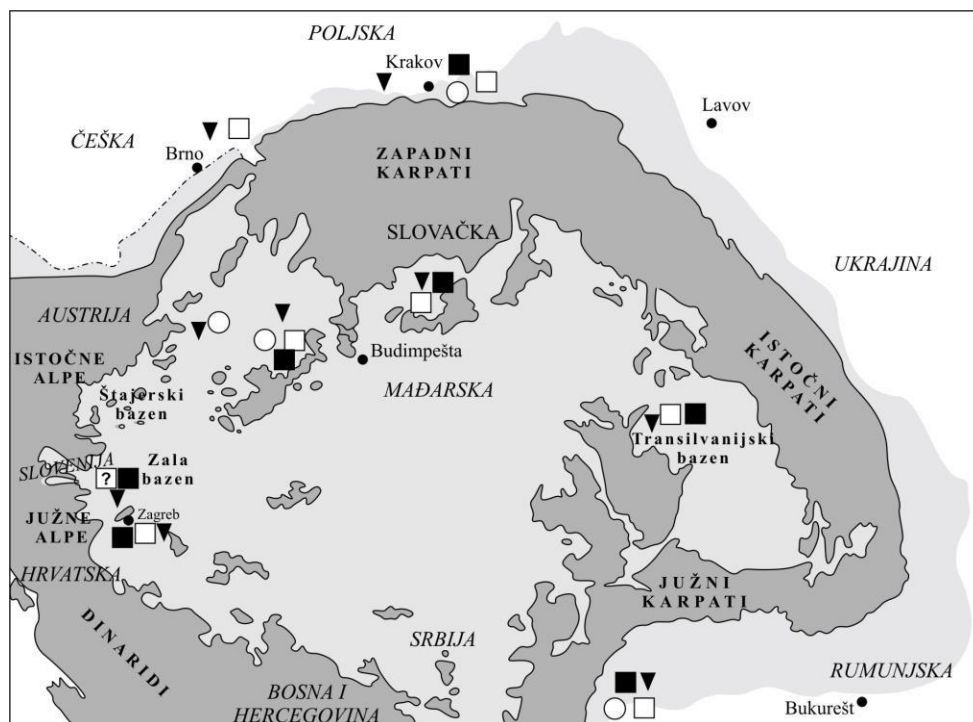 POLJSKA
Krakov
Lavov
ČEŠKA
Brno
ZAPADNI
KARPATI
SLOVAČKA
UKRAJINA
AUSTRIJA
ISTOČNE
ALPE
Budimpešta
MAĐARSKA
ISTOČNI
KARPATI
Štajerski
bazen
Transilvanijski
bazen
SLOVENIJA
?
Zala
bazen
Zagreb
JUŽNE
ALPE
HRVATSKA
JUŽNI
KARPATI
DINARIDI
SRBIJA
RUMUNJSKA
BOSNA I
HERCEGOVINA
Bukurešt